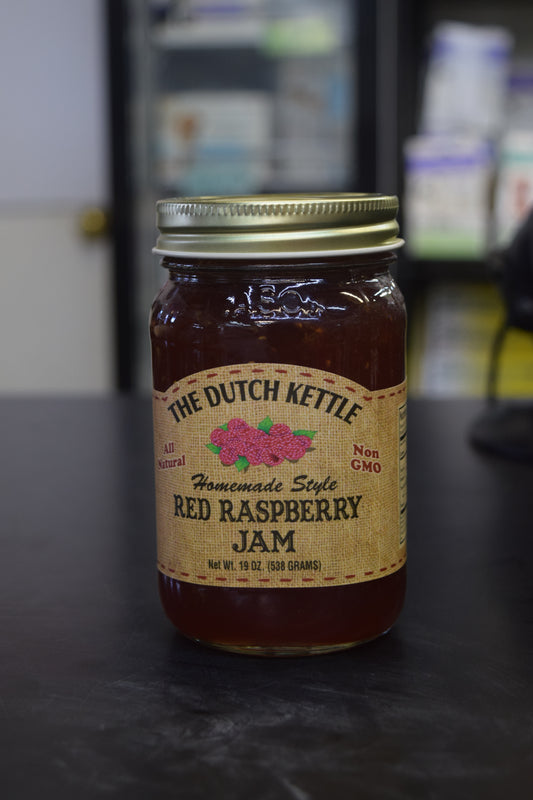 THE DUTCH KETTLE
All
Natural
Non
GMO
Homemade Style
RED RASPBERRY
JAM
Net Wt. 19 OZ. (538 GRAMS)